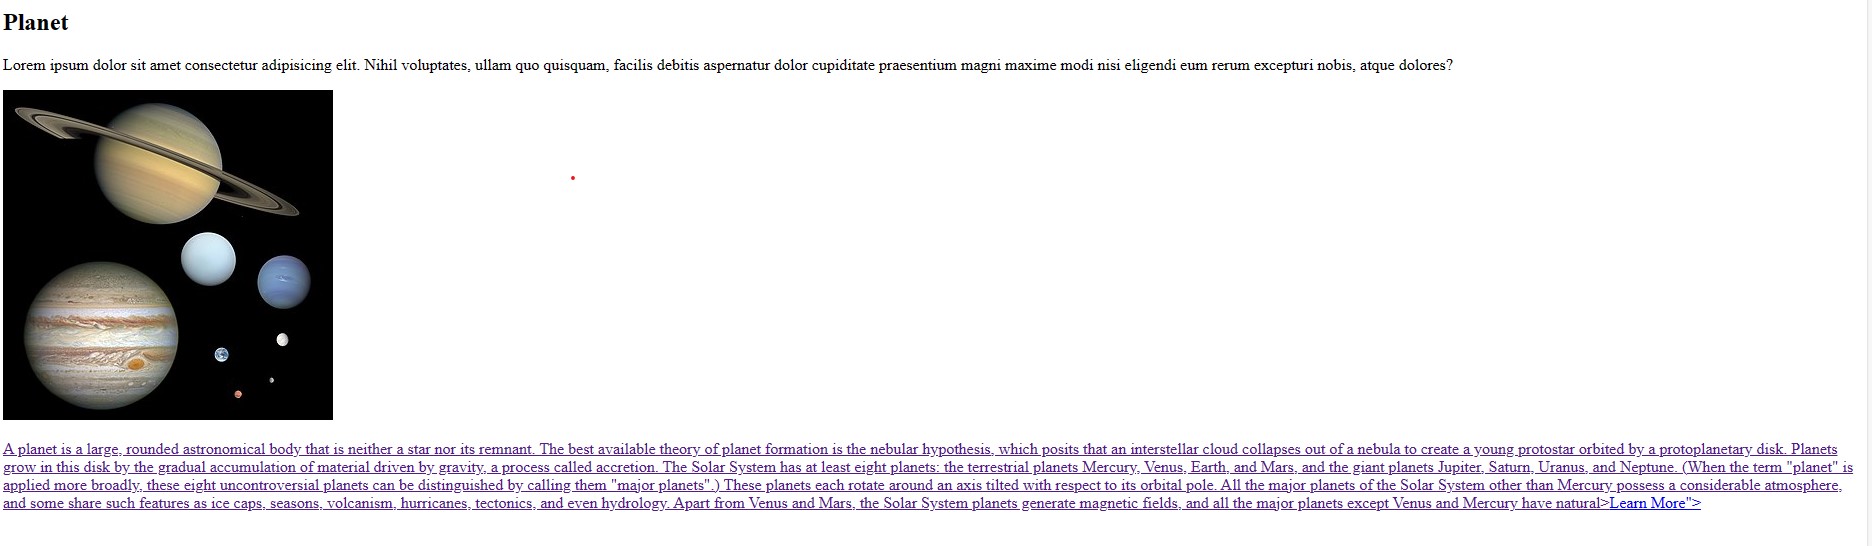 Planet
Lorem ipsum dolor sit amet consectetur adipisicing elit. Nihil voluptates, ullam quo quisquam, facilis debitis aspernatur dolor cupiditate praesentium magni maxime modi nisi eligendi eum rerum excepturi nobis, atque dolores?
A planet is a large, rounded astronomical body that is neither a star nor its remnant. The best available theory of planet formation is the nebular hypothesis, which posits that an interstellar cloud collapses out of a nebula to create a young protostar orbited by a protoplanetary disk. Planets
grow in this disk by the gradual accumulation of material driven by gravity, a process called accretion. The Solar System has at least eight planets: the terrestrial planets Mercury, Venus, Earth, and Mars, and the giant planets Jupiter, Saturn, Uranus, and Neptune. (When the term "planet" is
applied more broadly, these eight uncontroversial planets can be distinguished by calling them "major planets".) These planets each rotate around an axis tilted with respect to its orbital pole. All the major planets of the Solar System other than Mercury possess a considerable atmosphere,
and some share such features as ice caps, seasons, volcanism, hurricanes, tectonics, and even hydrology. Apart from Venus and Mars, the Solar System planets generate magnetic fields, and all the major planets except Venus and Mercury have natural>Learn More">